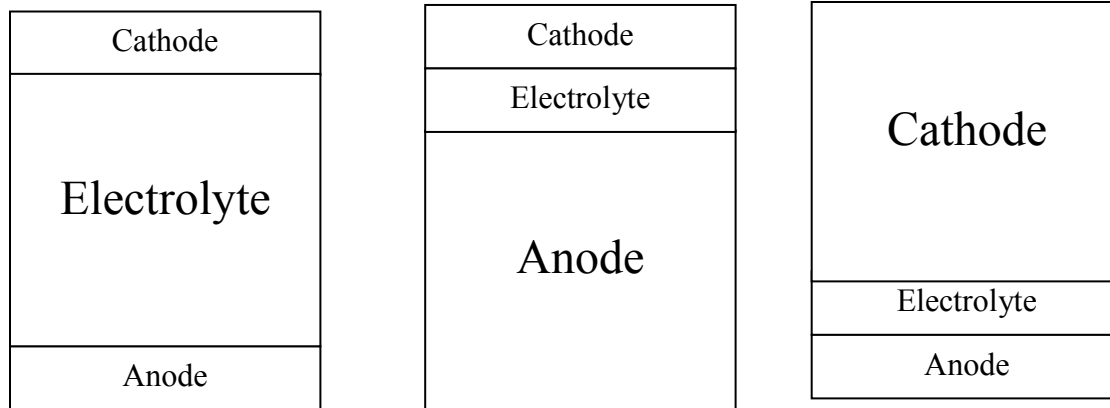 Cathode
Electrolyte
Anode
Cathode
Electrolyte
Anode
Cathode
Electrolyte
Anode